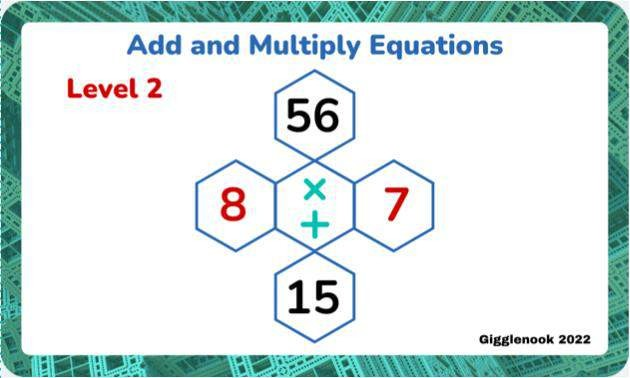 Add and Multiply Equations
Level 2
56
8 × 7
+
15
Gigglenook 2022